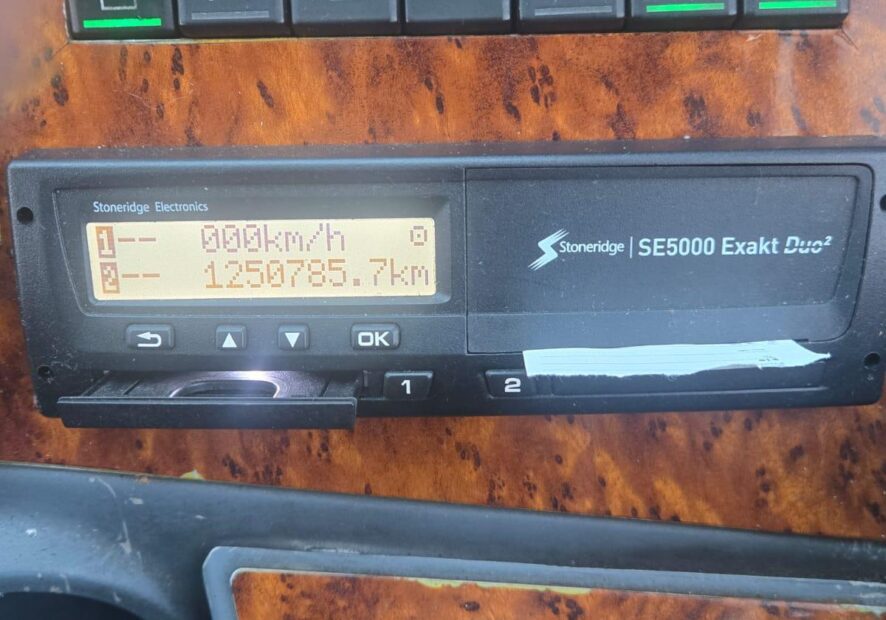 Stoneridge Electronics
1-- 000km/h
2-- 1250785.7km
Stoneridge | SE5000 Exakt Duo²
OK
1
2